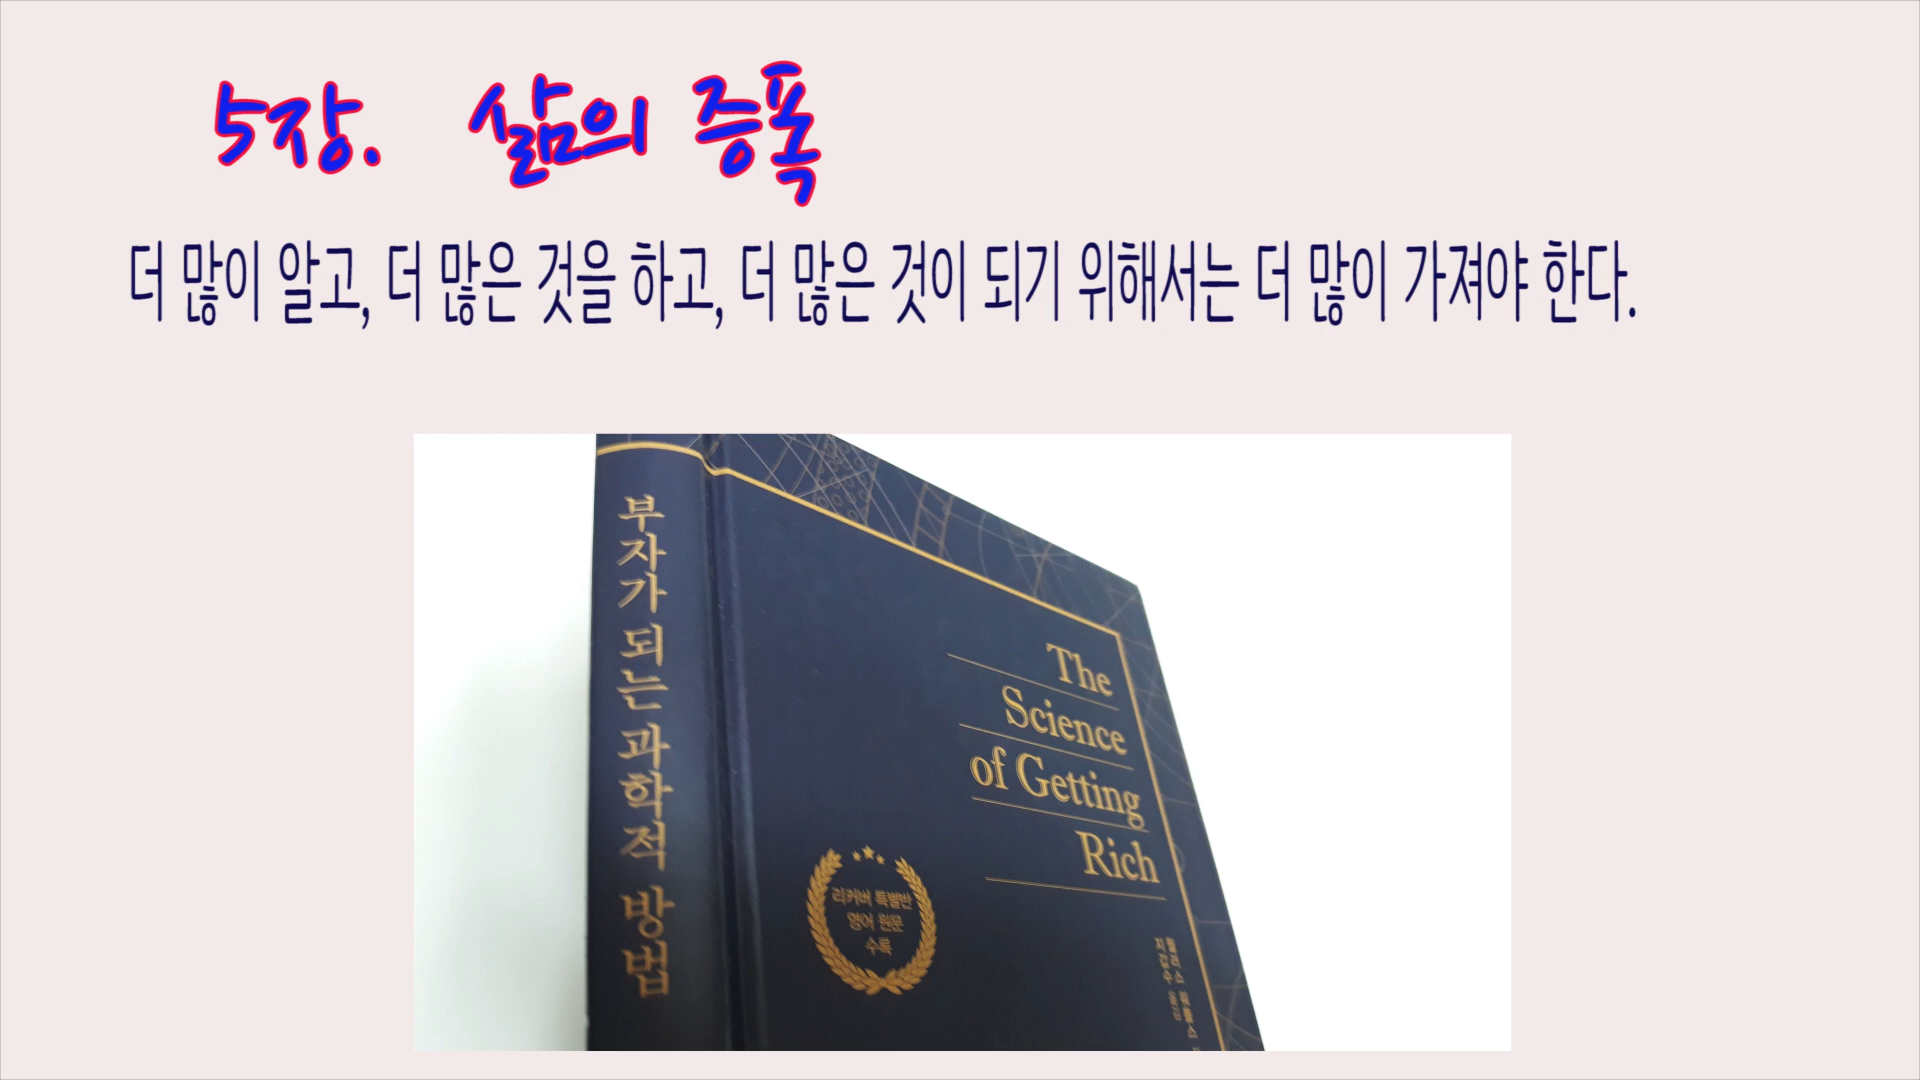 5장. 삶의 증폭
더 많이 알고, 더 많은 것을 하고, 더 많은 것이 되기 위해서는 더 많이 가져야 한다.
부자가 되는 과학적 방법
The
Science
of Getting
Rich
리커버 특별판
영어 원문
수록